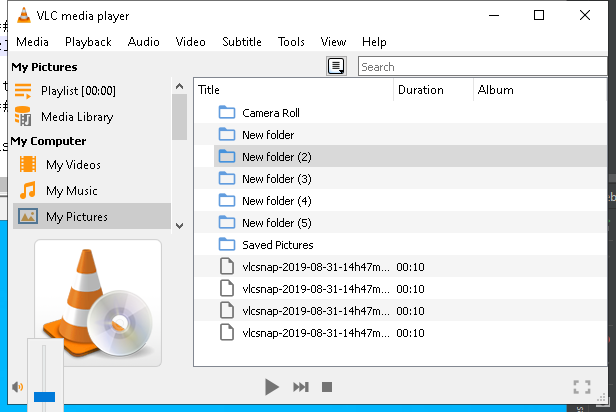 VLC media player
Media Playback Audio Video Subtitle Tools View Help
My Pictures
Search
Playlist [00:00]
Media Library
My Computer
My Videos
My Music
My Pictures
Title Duration Album
Camera Roll
New folder
New folder (2)
New folder (3)
New folder (4)
New folder (5)
Saved Pictures
vlcsnap-2019-08-31-14h47m... 00:10
vlcsnap-2019-08-31-14h47m... 00:10
vlcsnap-2019-08-31-14h47m... 00:10
vlcsnap-2019-08-31-14h47m... 00:10